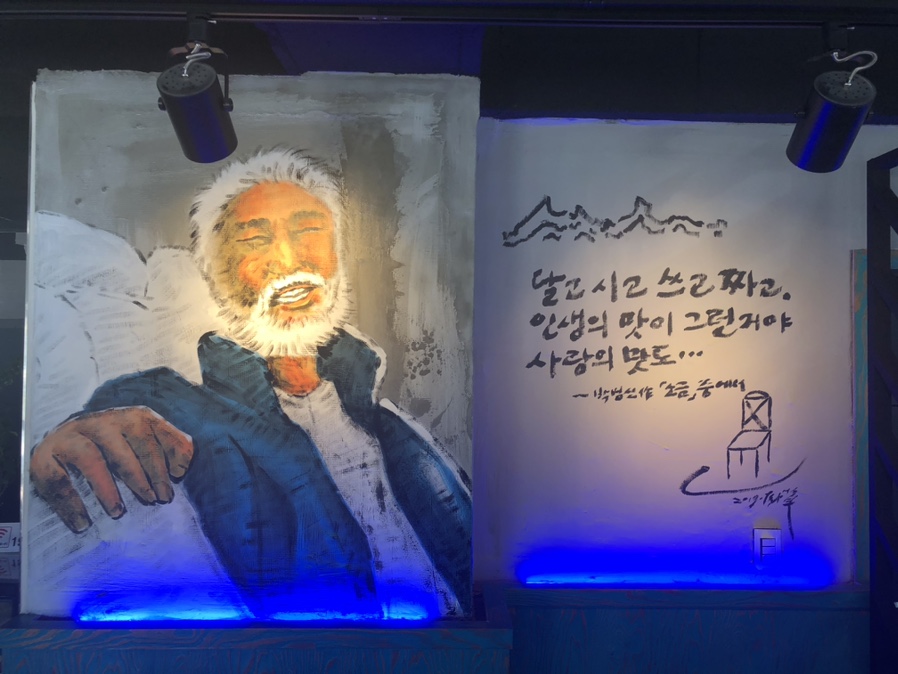 달고 시고 쓰고 짜고.
인생의 맛이 그런거야
사랑의 맛도...
~ 박범신作 「소금」중에서